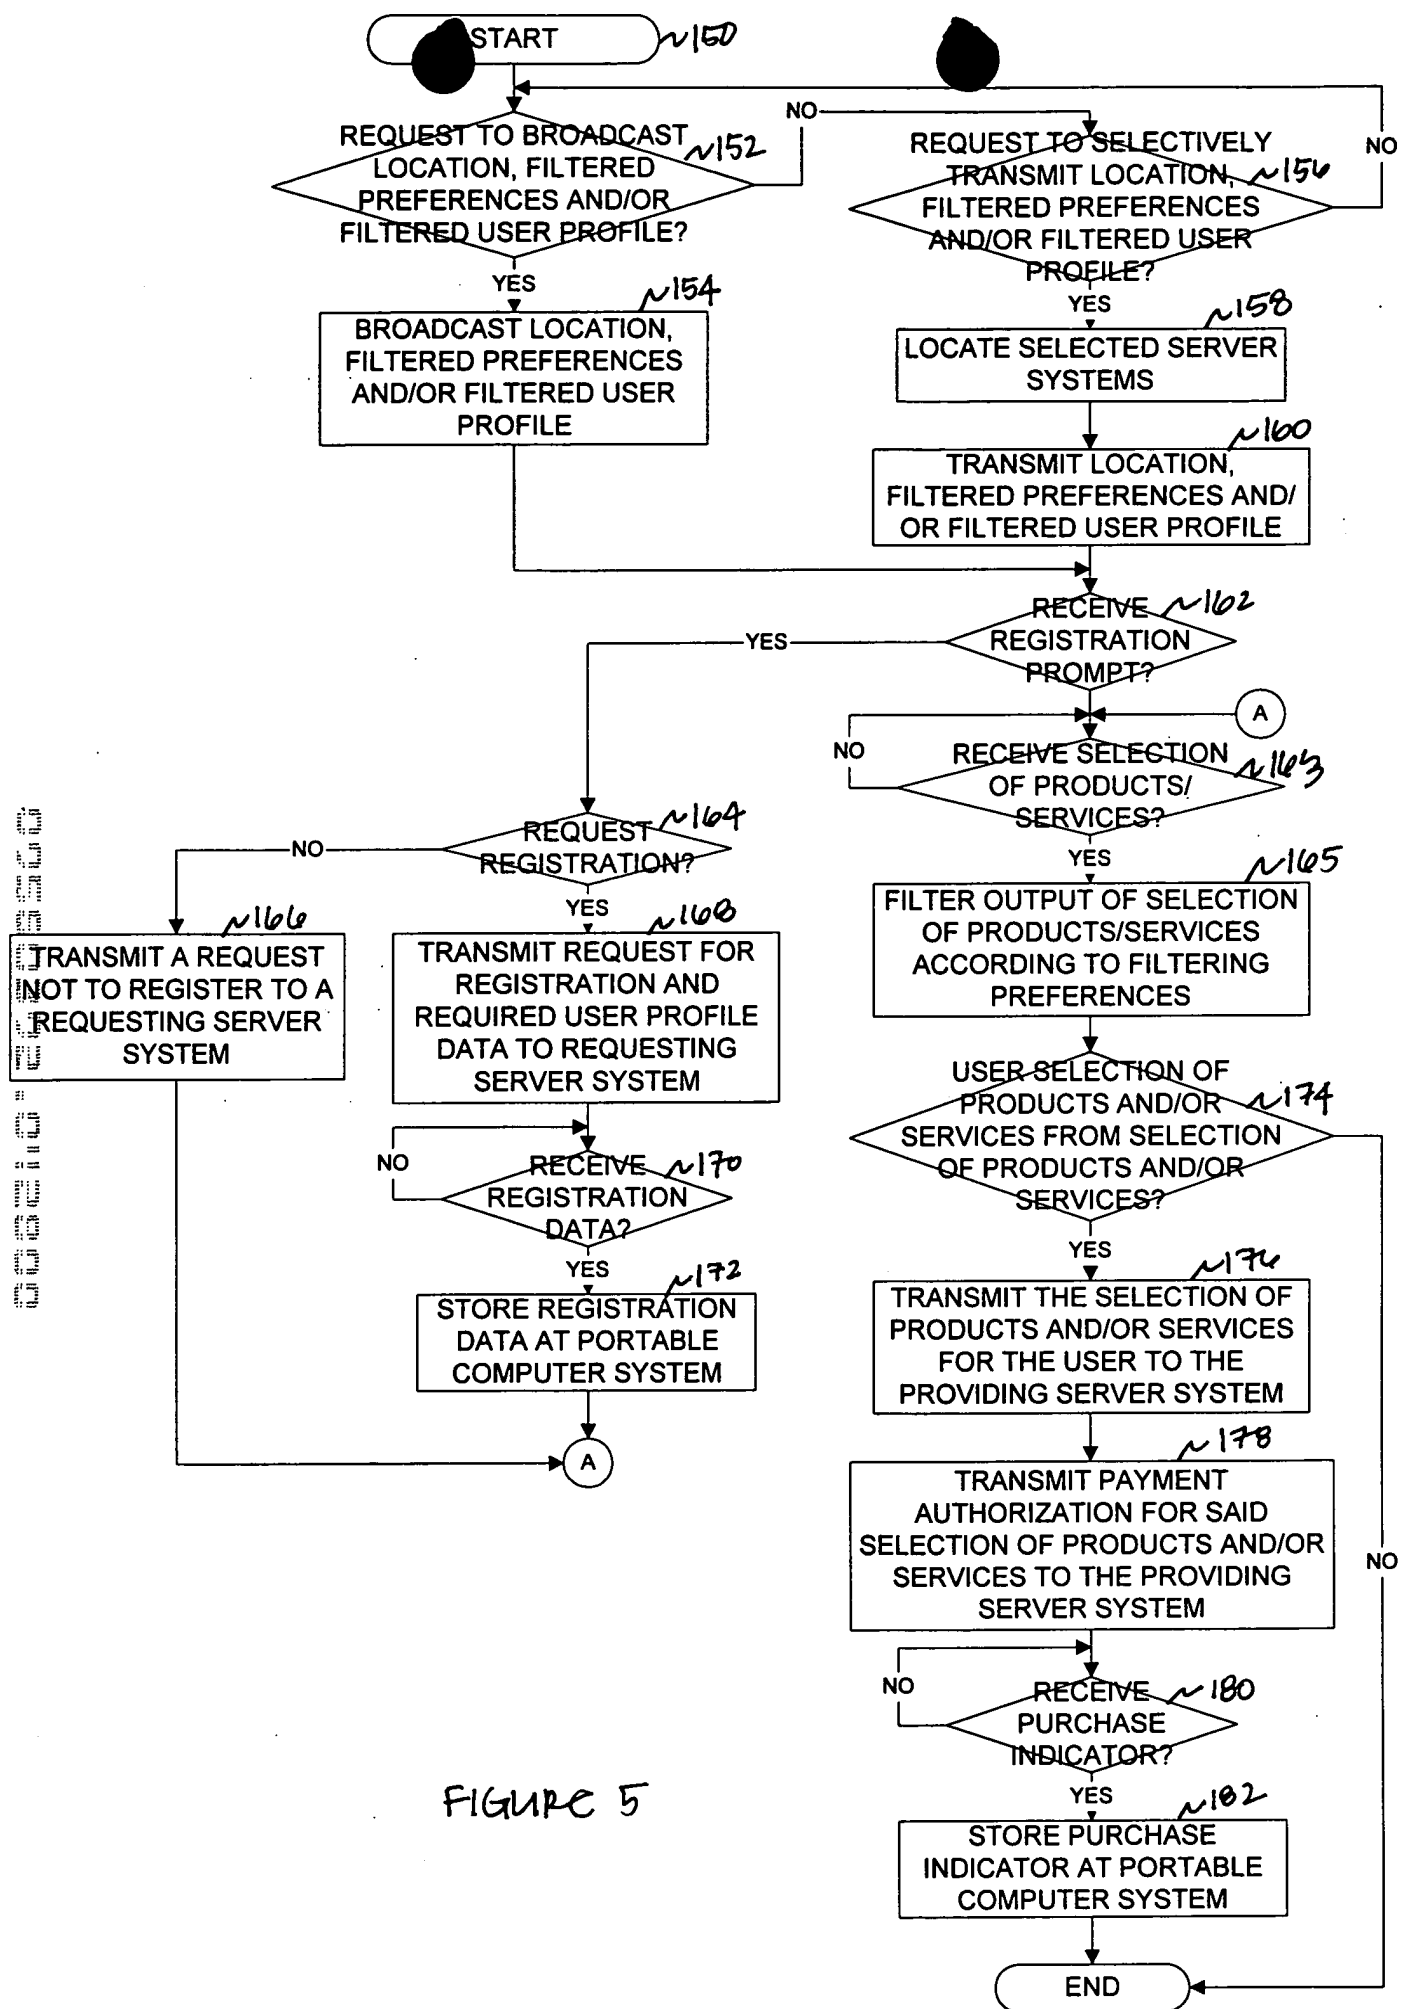 START
~150
REQUEST TO BROADCAST
LOCATION, FILTERED
PREFERENCES AND/OR
FILTERED USER PROFILE?
~152
NO
REQUEST TO SELECTIVELY
TRANSMIT LOCATION,
FILTERED PREFERENCES
AND/OR FILTERED USER
PROFILE?
~156
NO
YES
~154
BROADCAST LOCATION,
FILTERED PREFERENCES
AND/OR FILTERED USER
PROFILE
YES
~158
LOCATE SELECTED SERVER
SYSTEMS
~160
TRANSMIT LOCATION,
FILTERED PREFERENCES AND/
OR FILTERED USER PROFILE
RECEIVE
REGISTRATION
PROMPT?
~162
YES
A
NO
RECEIVE SELECTION
OF PRODUCTS/
SERVICES?
~163
YES
~165
FILTER OUTPUT OF SELECTION
OF PRODUCTS/SERVICES
ACCORDING TO FILTERING
PREFERENCES
REQUEST
REGISTRATION?
~164
NO
~166
TRANSMIT A REQUEST
NOT TO REGISTER TO A
REQUESTING SERVER
SYSTEM
YES
~168
TRANSMIT REQUEST FOR
REGISTRATION AND
REQUIRED USER PROFILE
DATA TO REQUESTING
SERVER SYSTEM
NO
RECEIVE
REGISTRATION
DATA?
~170
YES
~172
STORE REGISTRATION
DATA AT PORTABLE
COMPUTER SYSTEM
A
USER SELECTION OF
PRODUCTS AND/OR
SERVICES FROM SELECTION
OF PRODUCTS AND/OR
SERVICES?
~174
YES
~176
TRANSMIT THE SELECTION OF
PRODUCTS AND/OR SERVICES
FOR THE USER TO THE
PROVIDING SERVER SYSTEM
~178
TRANSMIT PAYMENT
AUTHORIZATION FOR SAID
SELECTION OF PRODUCTS AND/OR
SERVICES TO THE PROVIDING
SERVER SYSTEM
NO
NO
RECEIVE
PURCHASE
INDICATOR?
~180
YES
~182
STORE PURCHASE
INDICATOR AT PORTABLE
COMPUTER SYSTEM
END
FIGURE 5